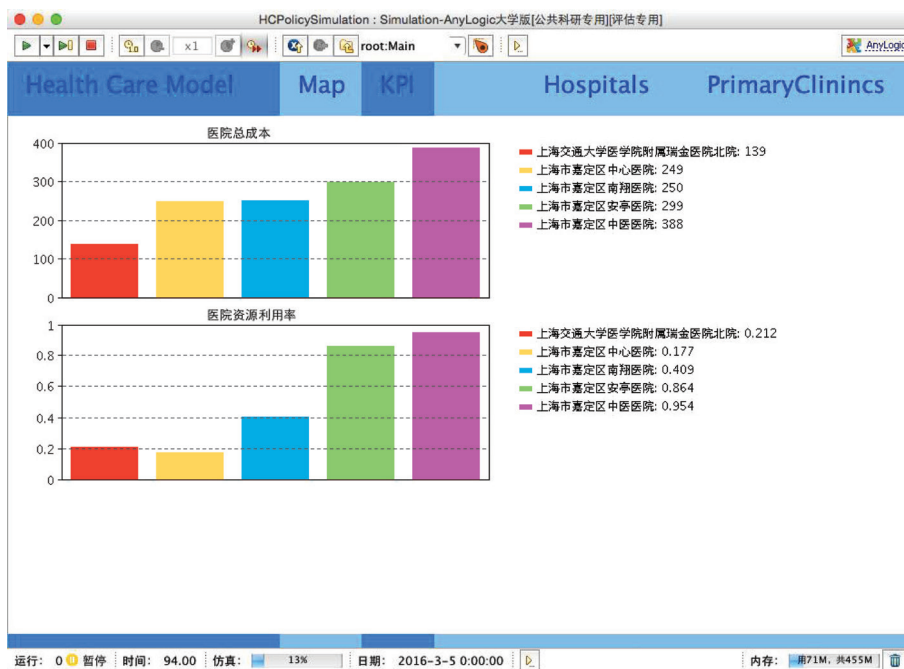 HCPolicySimulation : Simulation-AnyLogic大学版[公共科研专用][评估专用]
x1 root:Main AnyLogic
Health Care Model Map KPI Hospitals PrimaryClinincs
医院总成本
400
300
200
100
0
上海交通大学医学院附属瑞金医院北院: 139
上海市嘉定区中心医院: 249
上海市嘉定区南翔医院: 250
上海市嘉定区安亭医院: 299
上海市嘉定区中医医院: 388
医院资源利用率
1
0.8
0.6
0.4
0.2
0
上海交通大学医学院附属瑞金医院北院: 0.212
上海市嘉定区中心医院: 0.177
上海市嘉定区南翔医院: 0.409
上海市嘉定区安亭医院: 0.864
上海市嘉定区中医医院: 0.954
运行: 0 暂停 时间: 94.00 仿真: 13% 日期: 2016-3-5 0:00:00 内存: 用71M, 共455M